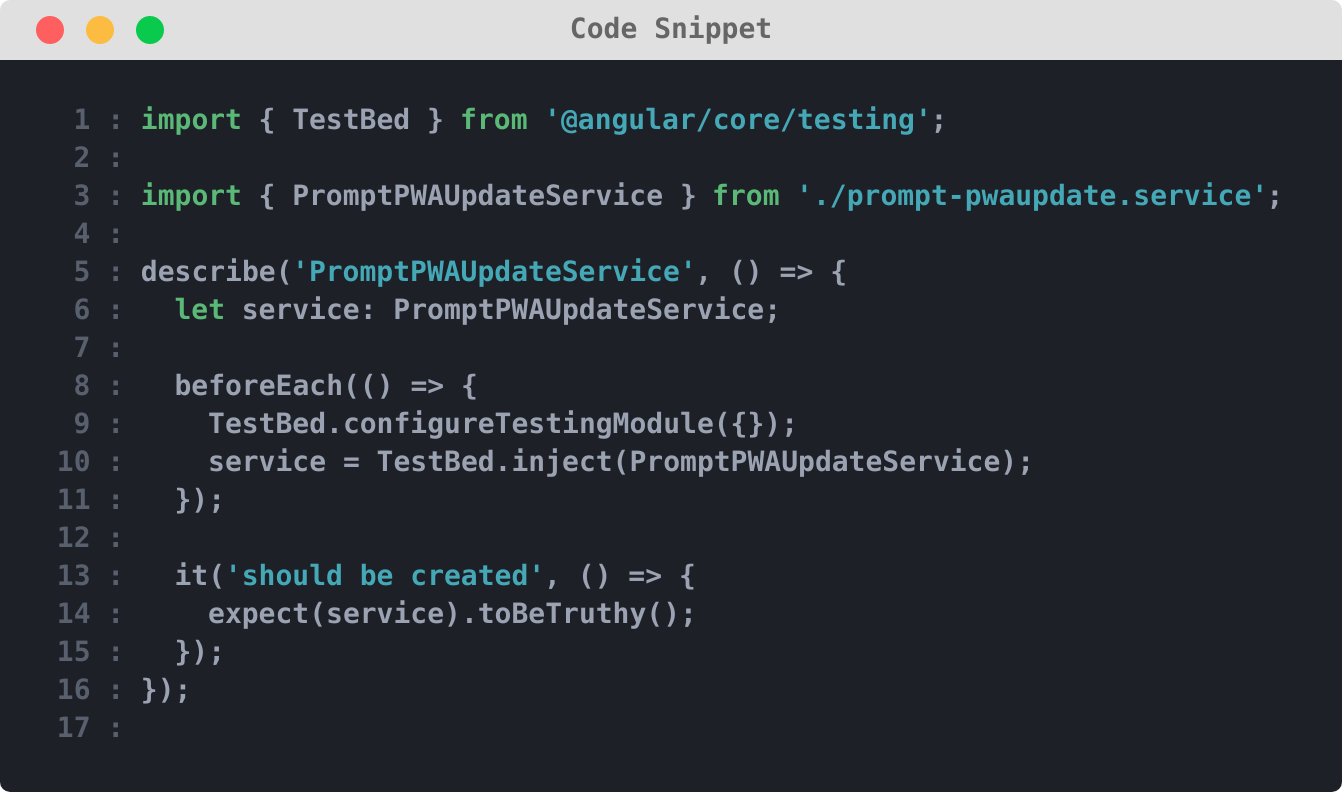 Code Snippet
1 : import { TestBed } from '@angular/core/testing';
2 :
3 : import { PromptPWAUpdateService } from './prompt-pwaupdate.service';
4 :
5 : describe('PromptPWAUpdateService', () => {
6 :   let service: PromptPWAUpdateService;
7 :
8 :   beforeEach(() => {
9 :     TestBed.configureTestingModule({});
10 :     service = TestBed.inject(PromptPWAUpdateService);
11 :   });
12 :
13 :   it('should be created', () => {
14 :     expect(service).toBeTruthy();
15 :   });
16 : });
17 :